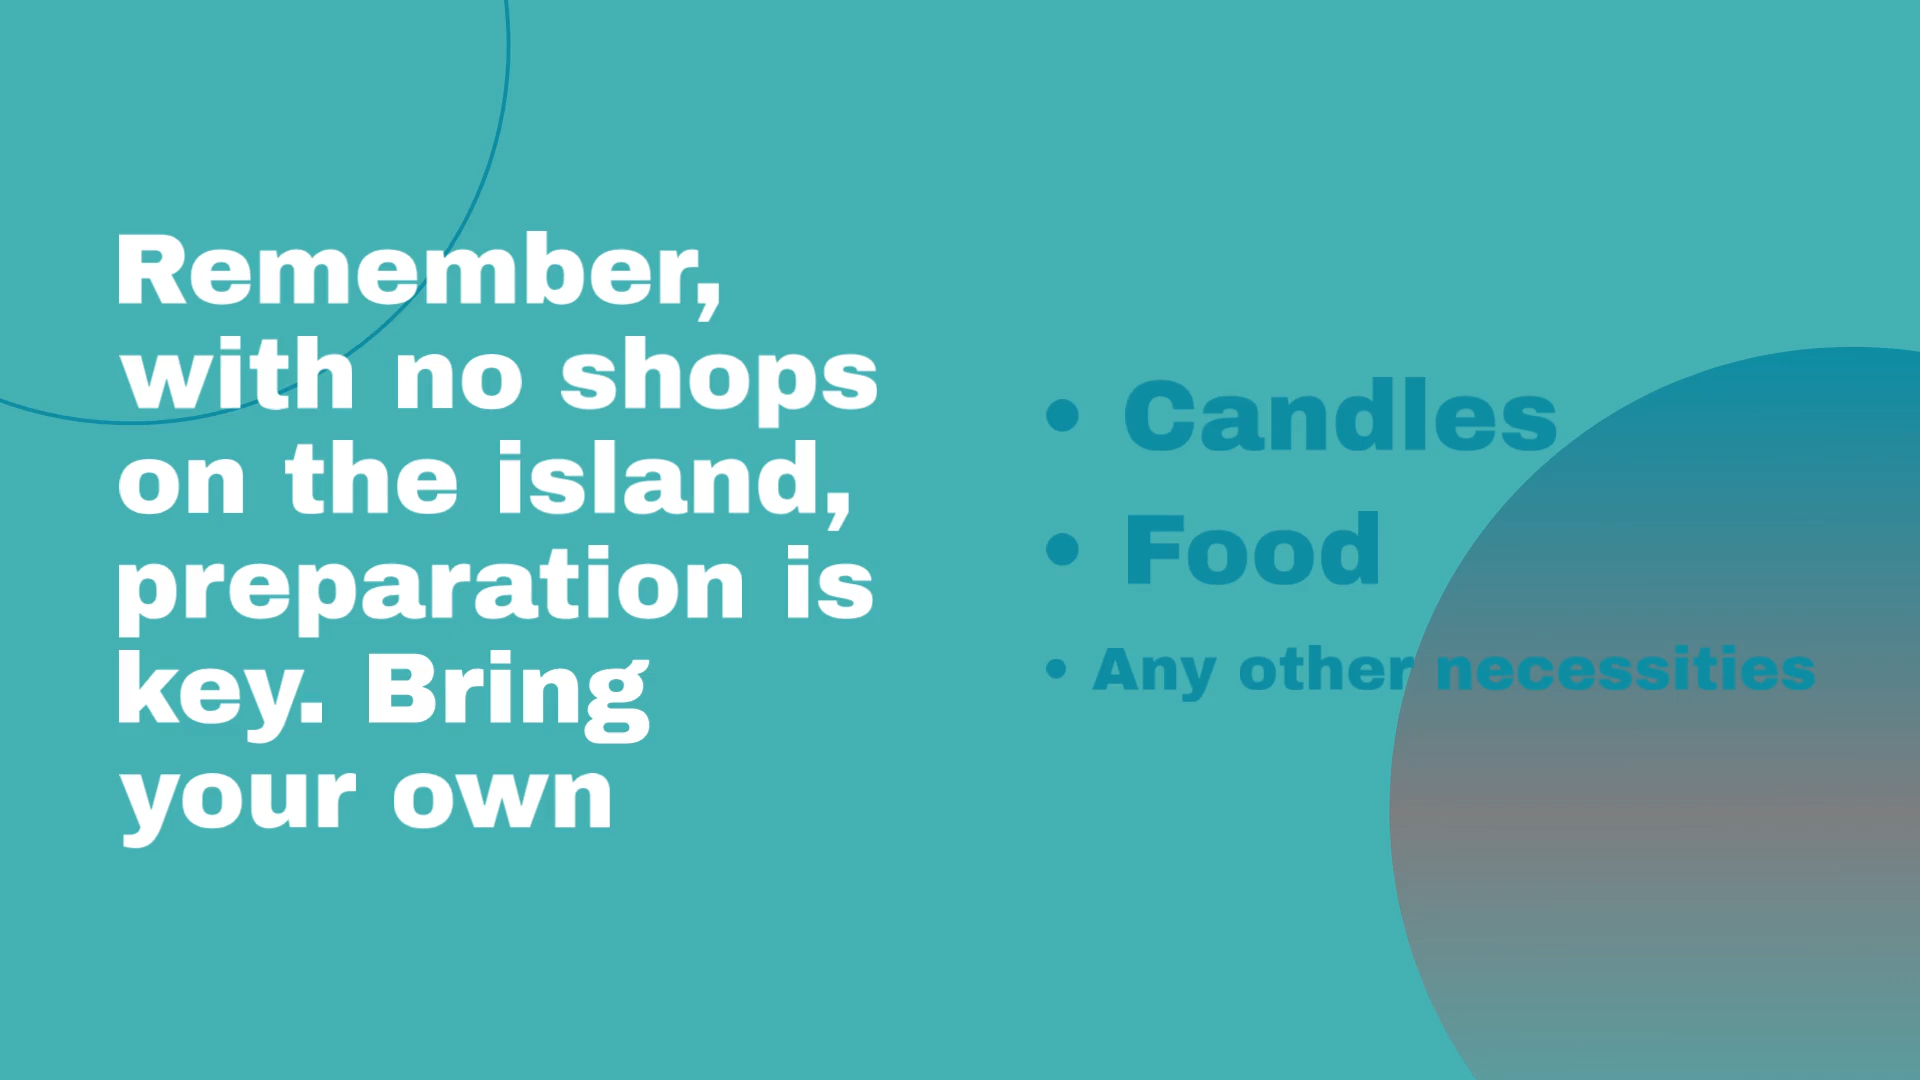 Remember,
with no shops
on the island,
preparation is
key. Bring
your own
• Candles
• Food
• Any other necessities